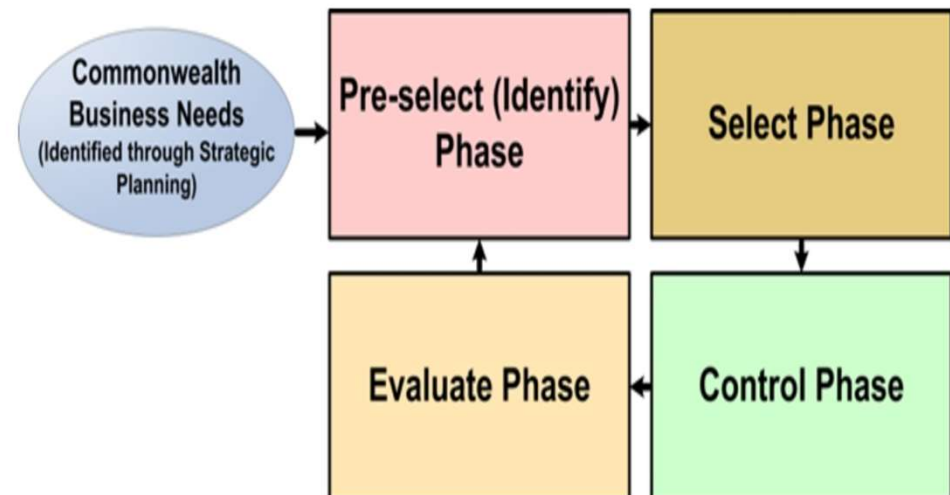 Commonwealth
Business Needs
(Identified through Strategic
Planning)
Pre-select (Identify)
Phase
Select Phase
Evaluate Phase
Control Phase